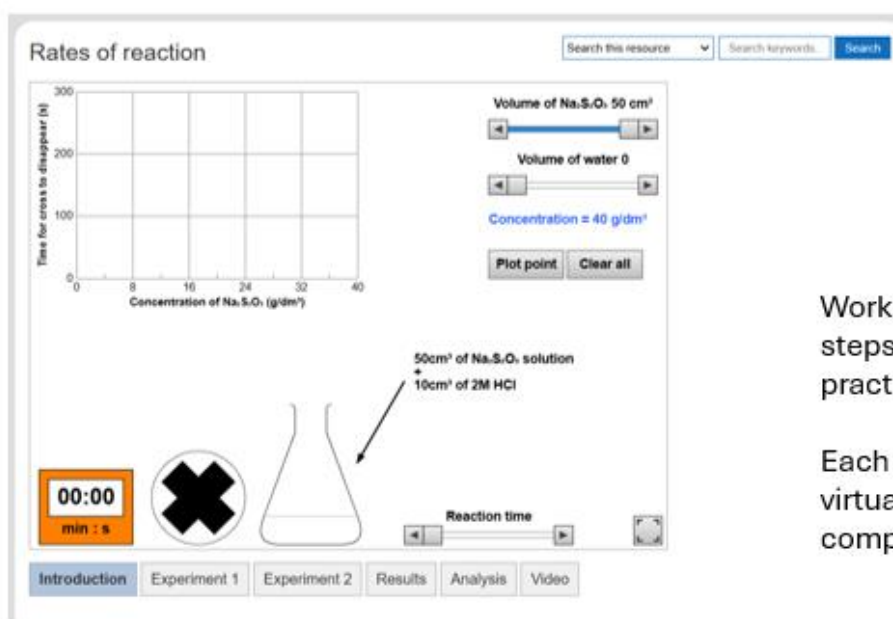 Rates of reaction
Search this resource
Search keywords.
Search
300
200
100
0
Time for cross to disappear (s)
0 8 16 24 32 40
Concentration of Na₂S₂O₃ (g/dm³)
Volume of Na₂S₂O₃ 50 cm³
Volume of water 0
Concentration = 40 g/dm³
Plot point
Clear all
50cm³ of Na₂S₂O₃ solution
+
10cm³ of 2M HCl
00:00
min : s
Reaction time
Introduction
Experiment 1
Experiment 2
Results
Analysis
Video
Work
steps
pract
Each
virtua
comp